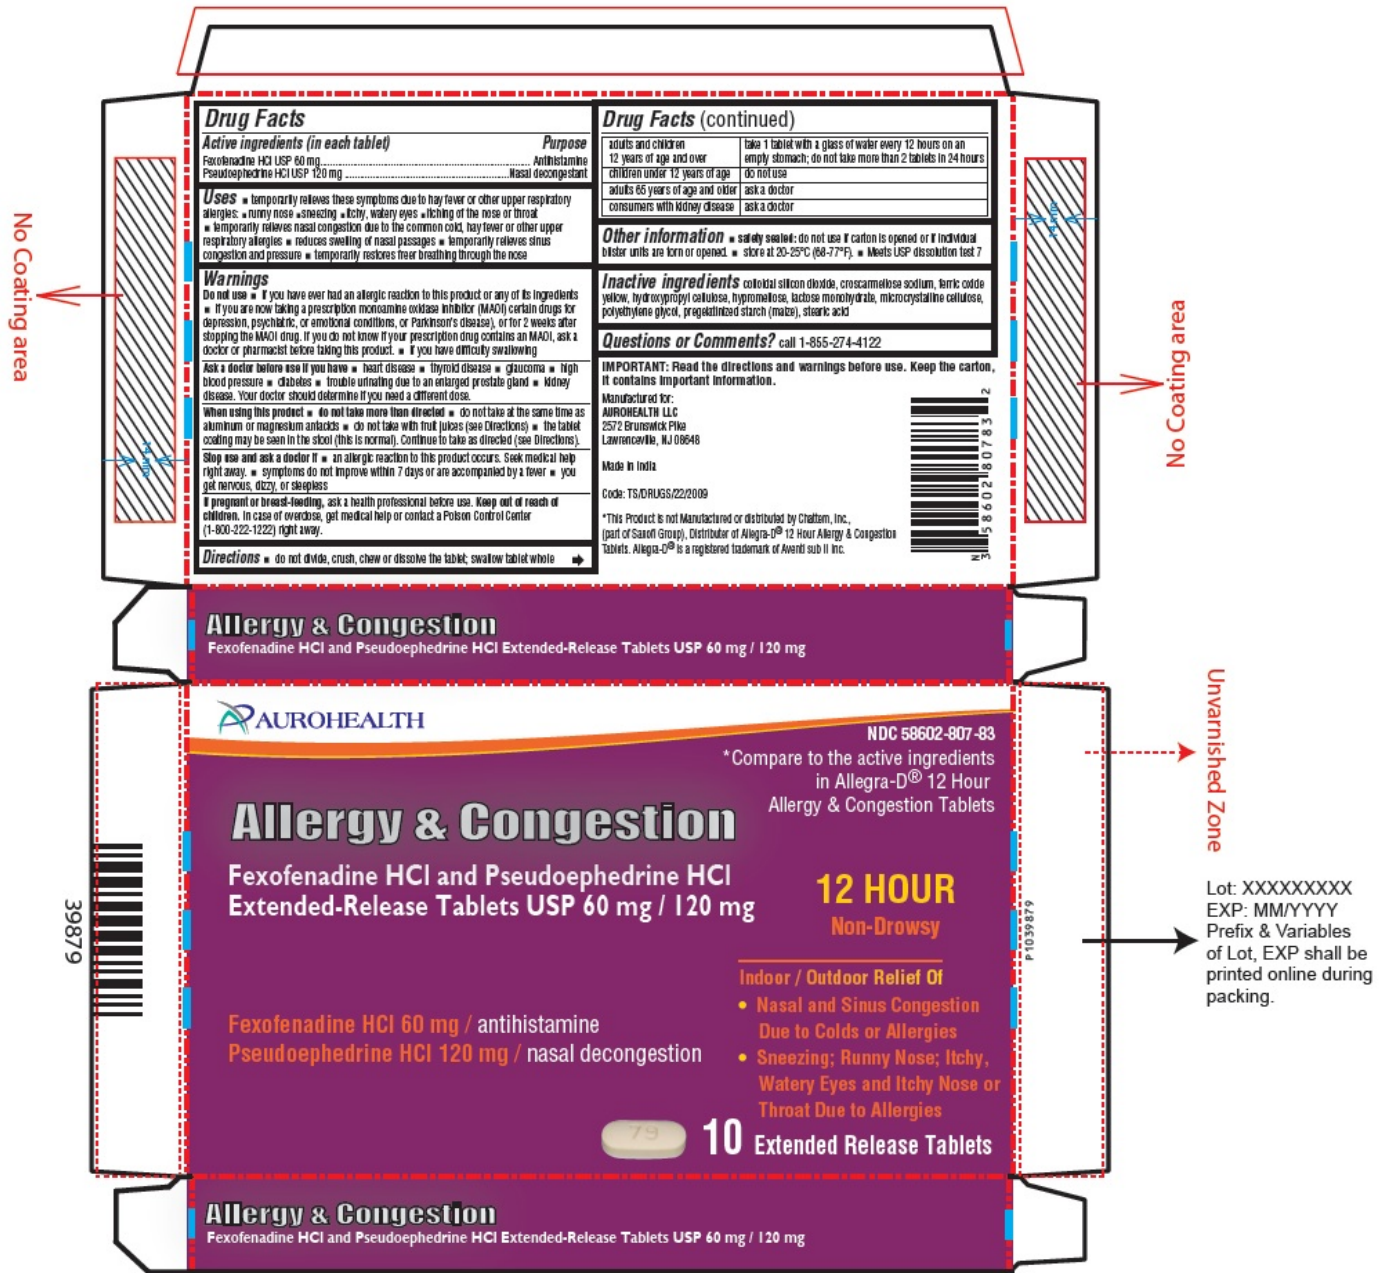 Drug Facts
Active ingredients (in each tablet) Purpose
Fexofenadine HCl USP 60 mg............................................................. Antihistamine
Pseudoephedrine HCl USP 120 mg ................................................Nasal decongestant
Uses ▪ temporarily relieves these symptoms due to hay fever or other upper respiratory
allergies: ▪ runny nose ▪ sneezing ▪ itchy, watery eyes ▪ itching of the nose or throat
▪ temporarily relieves nasal congestion due to the common cold, hay fever or other upper
respiratory allergies ▪ reduces swelling of nasal passages ▪ temporarily relieves sinus
congestion and pressure ▪ temporarily restores freer breathing through the nose
Warnings
Do not use ▪ if you have ever had an allergic reaction to this product or any of its ingredients
▪ if you are now taking a prescription monoamine oxidase inhibitor (MAOI) certain drugs for
depression, psychiatric, or emotional conditions, or Parkinson's disease), or for 2 weeks after
stopping the MAOI drug. If you do not know if your prescription drug contains an MAOI, ask a
doctor or pharmacist before taking this product. ▪ if you have difficulty swallowing
Ask a doctor before use if you have ▪ heart disease ▪ thyroid disease ▪ glaucoma ▪ high
blood pressure ▪ diabetes ▪ trouble urinating due to an enlarged prostate gland ▪ kidney
disease. Your doctor should determine if you need a different dose.
When using this product ▪ do not take more than directed ▪ do not take at the same time as
aluminum or magnesium antacids ▪ do not take with fruit juices (see Directions) ▪ the tablet
coating may be seen in the stool (this is normal). Continue to take as directed (see Directions).
Stop use and ask a doctor if ▪ an allergic reaction to this product occurs. Seek medical help
right away. ▪ symptoms do not improve within 7 days or are accompanied by a fever ▪ you
get nervous, dizzy, or sleepless
If pregnant or breast-feeding, ask a health professional before use. Keep out of reach of
children. In case of overdose, get medical help or contact a Poison Control Center
(1-800-222-1222) right away.
Directions ▪ do not divide, crush, chew or dissolve the tablet; swallow tablet whole
Drug Facts (continued)
adults and children take 1 tablet with a glass of water every 12 hours on an
12 years of age and over empty stomach; do not take more than 2 tablets in 24 hours
children under 12 years of age do not use
adults 65 years of age and older ask a doctor
consumers with kidney disease ask a doctor
Other information ▪ safety sealed: do not use if carton is opened or if individual
blister units are torn or opened. ▪ store at 20-25°C (68-77°F). ▪ Meets USP dissolution test 7
Inactive ingredients colloidal silicon dioxide, croscarmellose sodium, ferric oxide
yellow, hydroxypropyl cellulose, hypromellose, lactose monohydrate, microcrystalline cellulose,
polyethylene glycol, pregelatinized starch (maize), stearic acid
Questions or Comments? call 1-855-274-4122
IMPORTANT: Read the directions and warnings before use. Keep the carton,
it contains important information.
Manufactured for:
AUROHEALTH LLC
2572 Brunswick Pike
Lawrenceville, NJ 08648
Made in India
Code: TS/DRUGS/22/2009
*This Product is not Manufactured or distributed by Chattem, Inc.,
(part of Sanofi Group), Distributer of Allegra-D® 12 Hour Allergy & Congestion
Tablets. Allegra-D® is a registered trademark of Aventi sub II Inc.
N
3 58602 80783 2
No Coating area
14 mm
No Coating area
14 mm
Allergy & Congestion
Fexofenadine HCl and Pseudoephedrine HCl Extended-Release Tablets USP 60 mg / 120 mg
AUROHEALTH
NDC 58602-807-83
*Compare to the active ingredients
in Allegra-D® 12 Hour
Allergy & Congestion Tablets
Allergy & Congestion
Fexofenadine HCl and Pseudoephedrine HCl
Extended-Release Tablets USP 60 mg / 120 mg
12 HOUR
Non-Drowsy
Indoor / Outdoor Relief Of
• Nasal and Sinus Congestion
Due to Colds or Allergies
• Sneezing; Runny Nose; Itchy,
Watery Eyes and Itchy Nose or
Throat Due to Allergies
Fexofenadine HCl 60 mg / antihistamine
Pseudoephedrine HCl 120 mg / nasal decongestion
79
10 Extended Release Tablets
39879
P1039879
Unvarnished Zone
Lot: XXXXXXXXX
EXP: MM/YYYY
Prefix & Variables
of Lot, EXP shall be
printed online during
packing.
Allergy & Congestion
Fexofenadine HCl and Pseudoephedrine HCl Extended-Release Tablets USP 60 mg / 120 mg